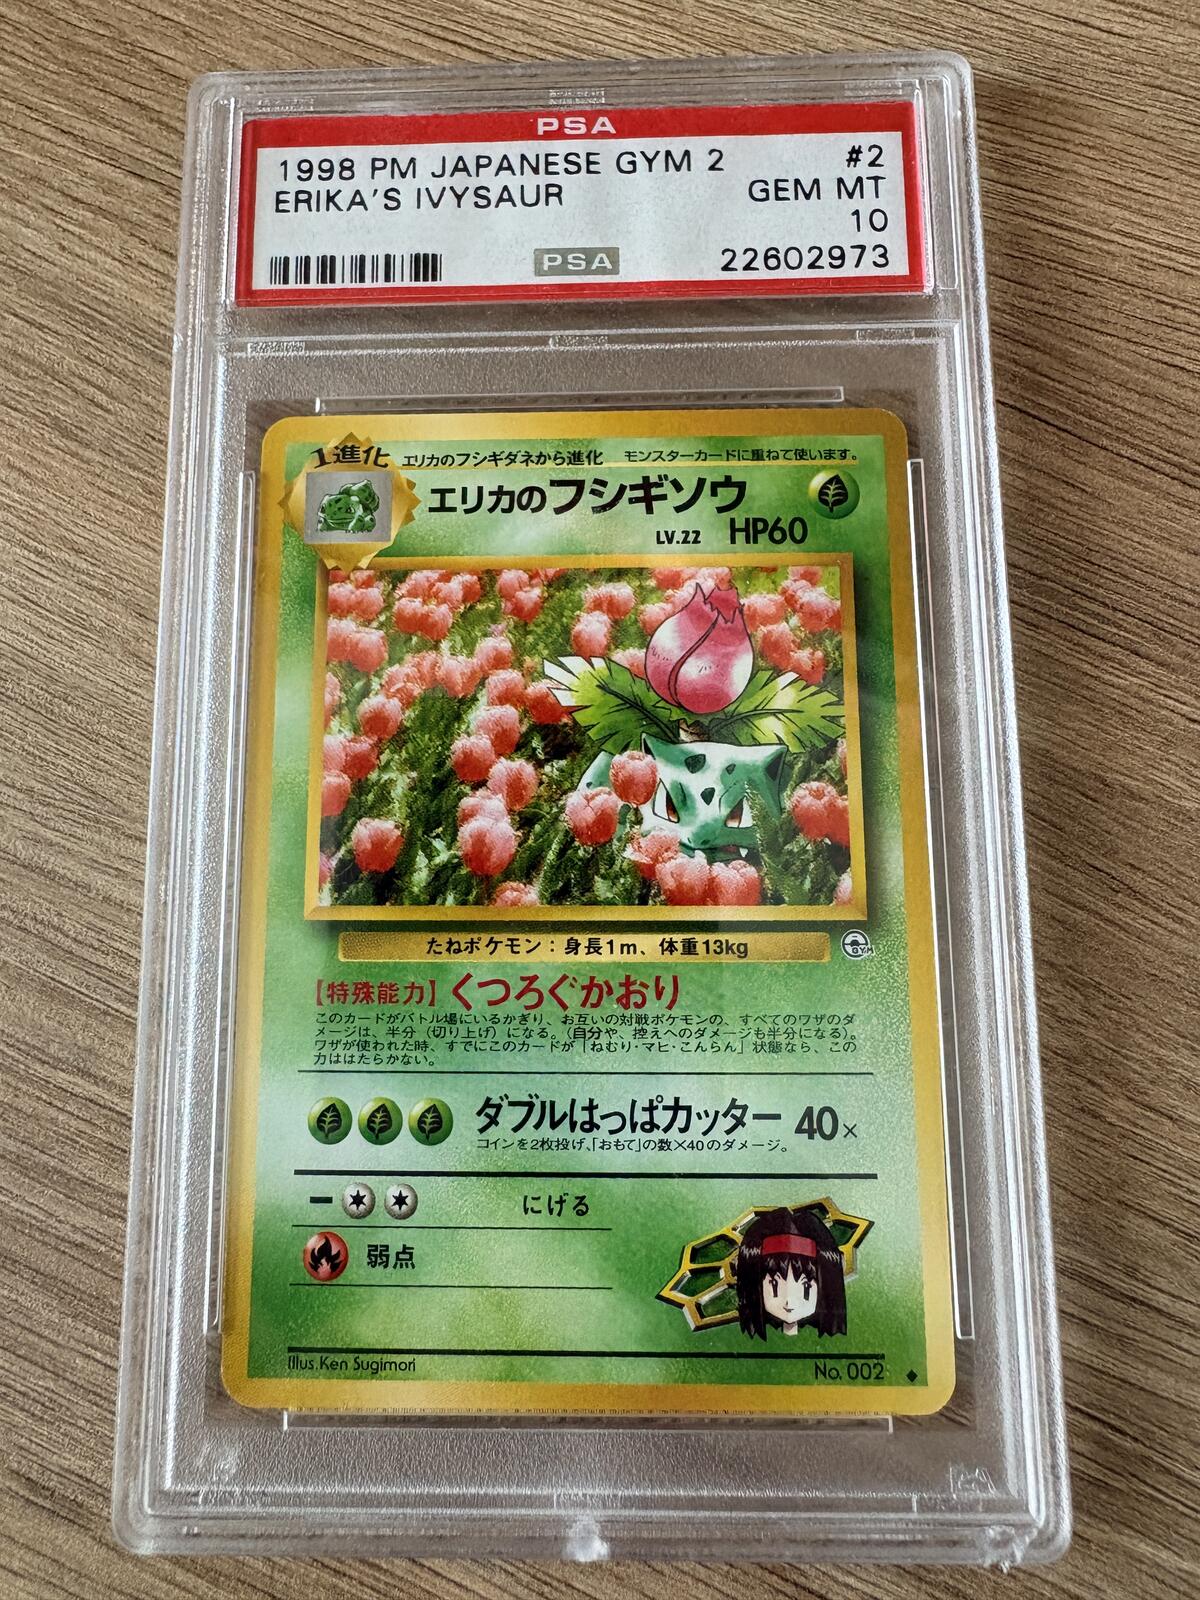 PSA
1998 PM JAPANESE GYM 2 #2
ERIKA'S IVYSAUR GEM MT
10
PSA 22602973
1進化 エリカのフシギダネから進化 モンスターカードに重ねて使います。
エリカのフシギソウ
LV.22 HP60
たねポケモン：身長1m、体重13kg
GYM
【特殊能力】くつろぐかおり
このカードがバトル場にいるかぎり、お互いの対戦ポケモンの、すべてのワザのダ
メージは、半分（切り上げ）になる。（自分や、控えへのダメージも半分になる）。
ワザが使われた時、すでにこのカードが「ねむり・マヒ・こんらん」状態なら、この
力ははたらかない。
ダブルはっぱカッター 40×
コインを2枚投げ、「おもて」の数×40のダメージ。
にげる
弱点
Illus.Ken Sugimori
No. 002